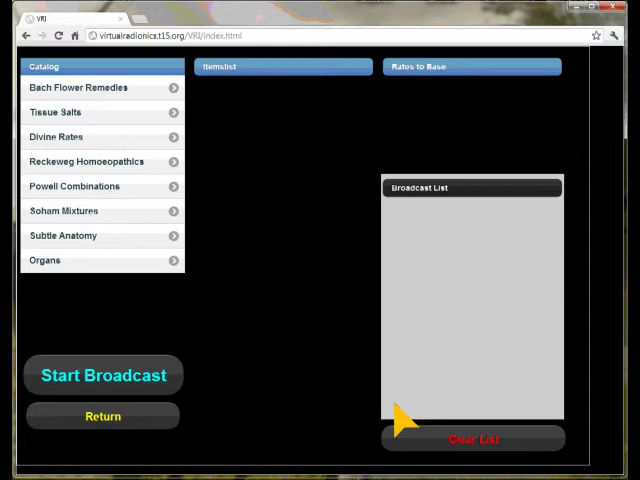 VRI
virtualradionics.t15.org/VRI/index.html
Catalog
Itemslist
Rates to Base
Bach Flower Remedies
Tissue Salts
Divine Rates
Reckeweg Homoeopathics
Powell Combinations
Soham Mixtures
Subtle Anatomy
Organs
Broadcast List
Start Broadcast
Return
Clear List